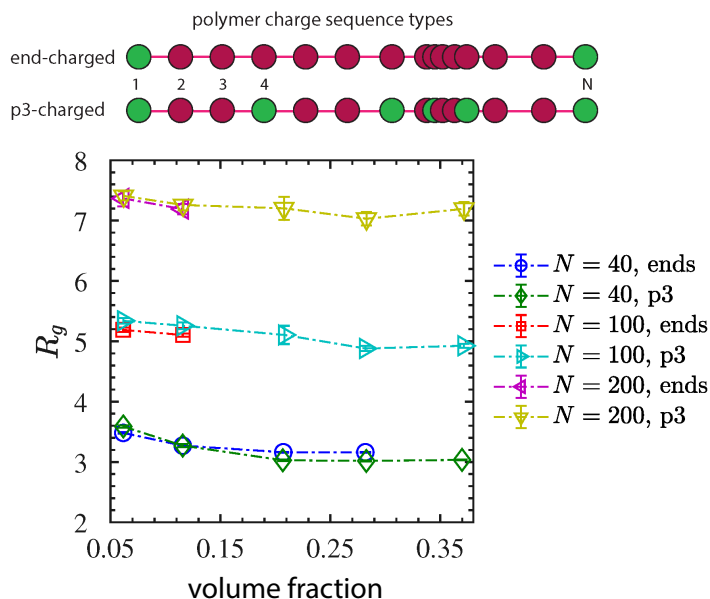 polymer charge sequence types
end-charged
1 2 3 4 N
p3-charged
8
7
6
5
4
3
2
R_g
0.05 0.15 0.25 0.35
volume fraction
N = 40, ends
N = 40, p3
N = 100, ends
N = 100, p3
N = 200, ends
N = 200, p3